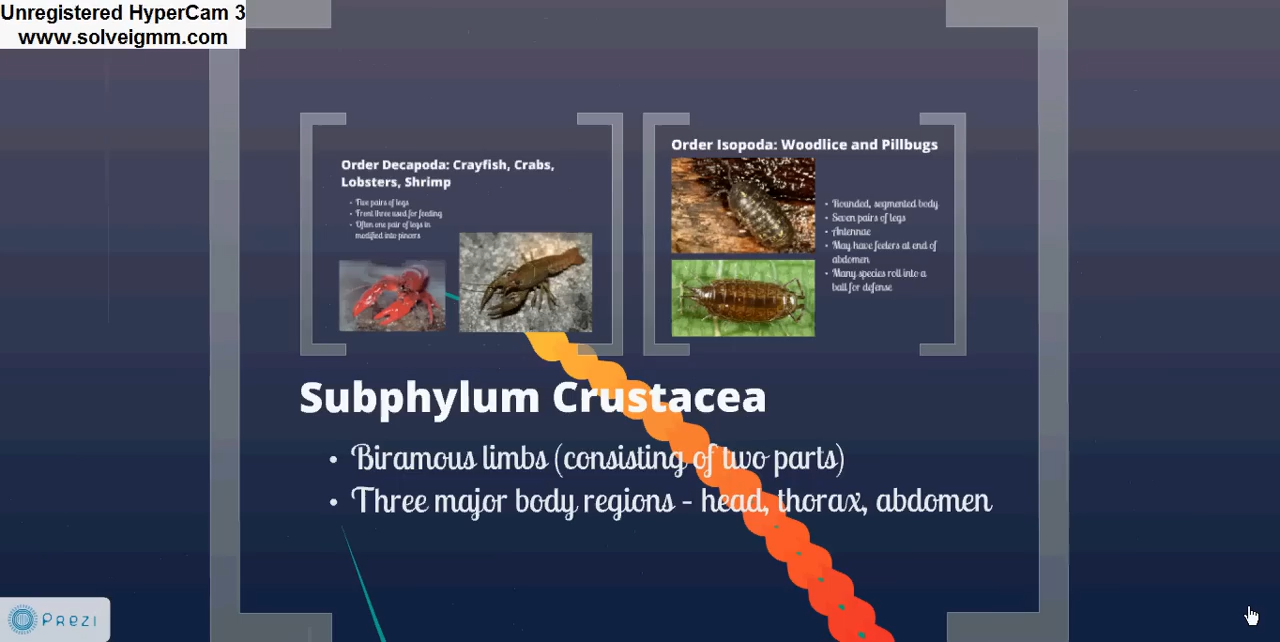 Unregistered HyperCam 3
www.solveigmm.com
Order Decapoda: Crayfish, Crabs,
Lobsters, Shrimp
• Five pairs of legs
• Front three used for feeding
• Often one pair of legs is
modified into pincers
Order Isopoda: Woodlice and Pillbugs
• Rounded, segmented body
• Seven pairs of legs
• Antennae
• May have feelers at end of
abdomen
• Many species roll into a
ball for defense
Subphylum Crustacea
• Biramous limbs (consisting of two parts)
• Three major body regions - head, thorax, abdomen
Prezi